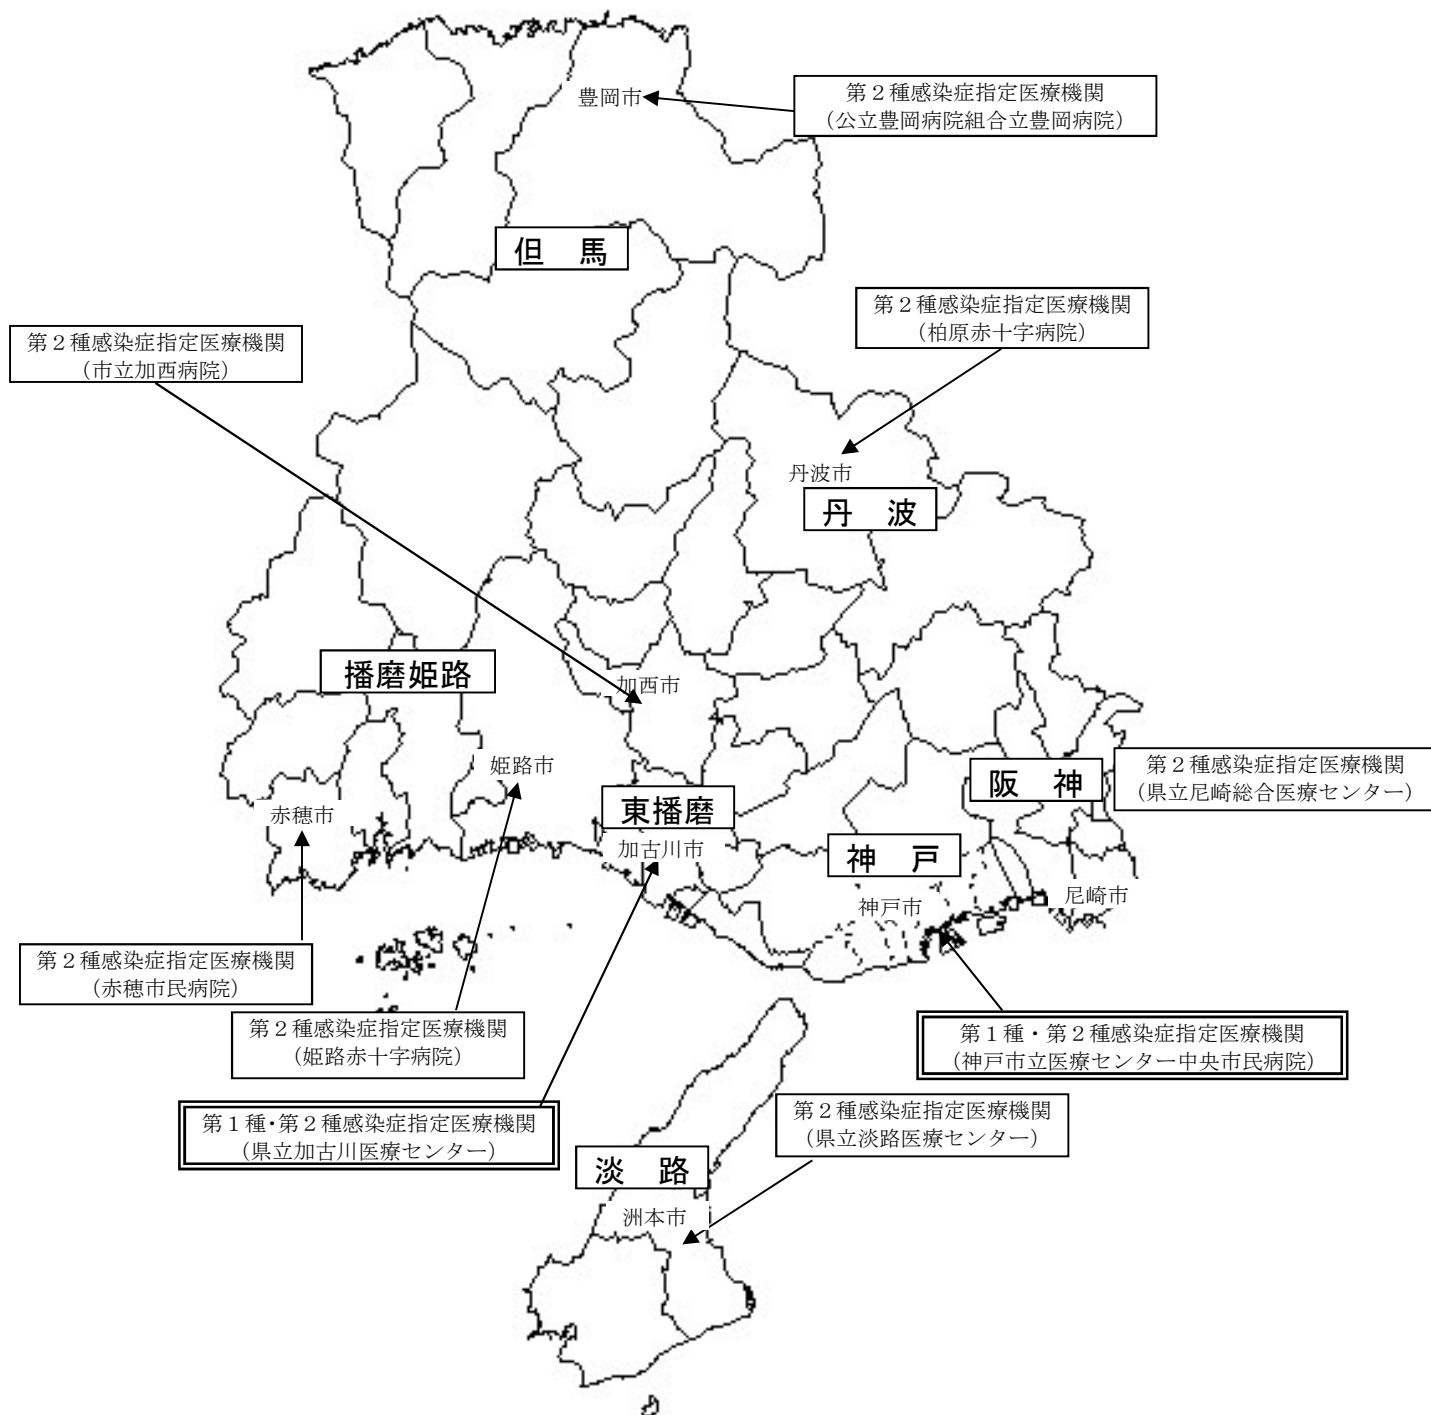 豊岡市
第２種感染症指定医療機関
（公立豊岡病院組合立豊岡病院）
但　馬
第２種感染症指定医療機関
（柏原赤十字病院）
第２種感染症指定医療機関
（市立加西病院）
丹波市
丹　波
播磨姫路
加西市
姫路市
阪　神
第２種感染症指定医療機関
（県立尼崎総合医療センター）
赤穂市
東播磨
加古川市
神　戸
神戸市
尼崎市
第２種感染症指定医療機関
（赤穂市民病院）
第２種感染症指定医療機関
（姫路赤十字病院）
第１種・第２種感染症指定医療機関
（神戸市立医療センター中央市民病院）
第１種・第２種感染症指定医療機関
（県立加古川医療センター）
第２種感染症指定医療機関
（県立淡路医療センター）
淡　路
洲本市